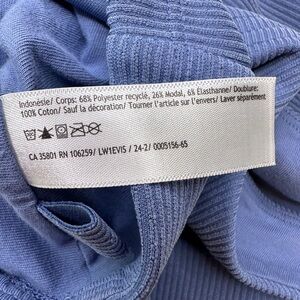 Indonésie/ Corps: 68% Polyester recyclé, 26% Modal, 6% Élasthanne/ Doublure:
100% Coton/ Sauf la décoration/ Tourner l'article sur l'envers/ Laver séparément
CA 35801 RN 106259/ LW1EVIS / 24-2/ 0005156-65